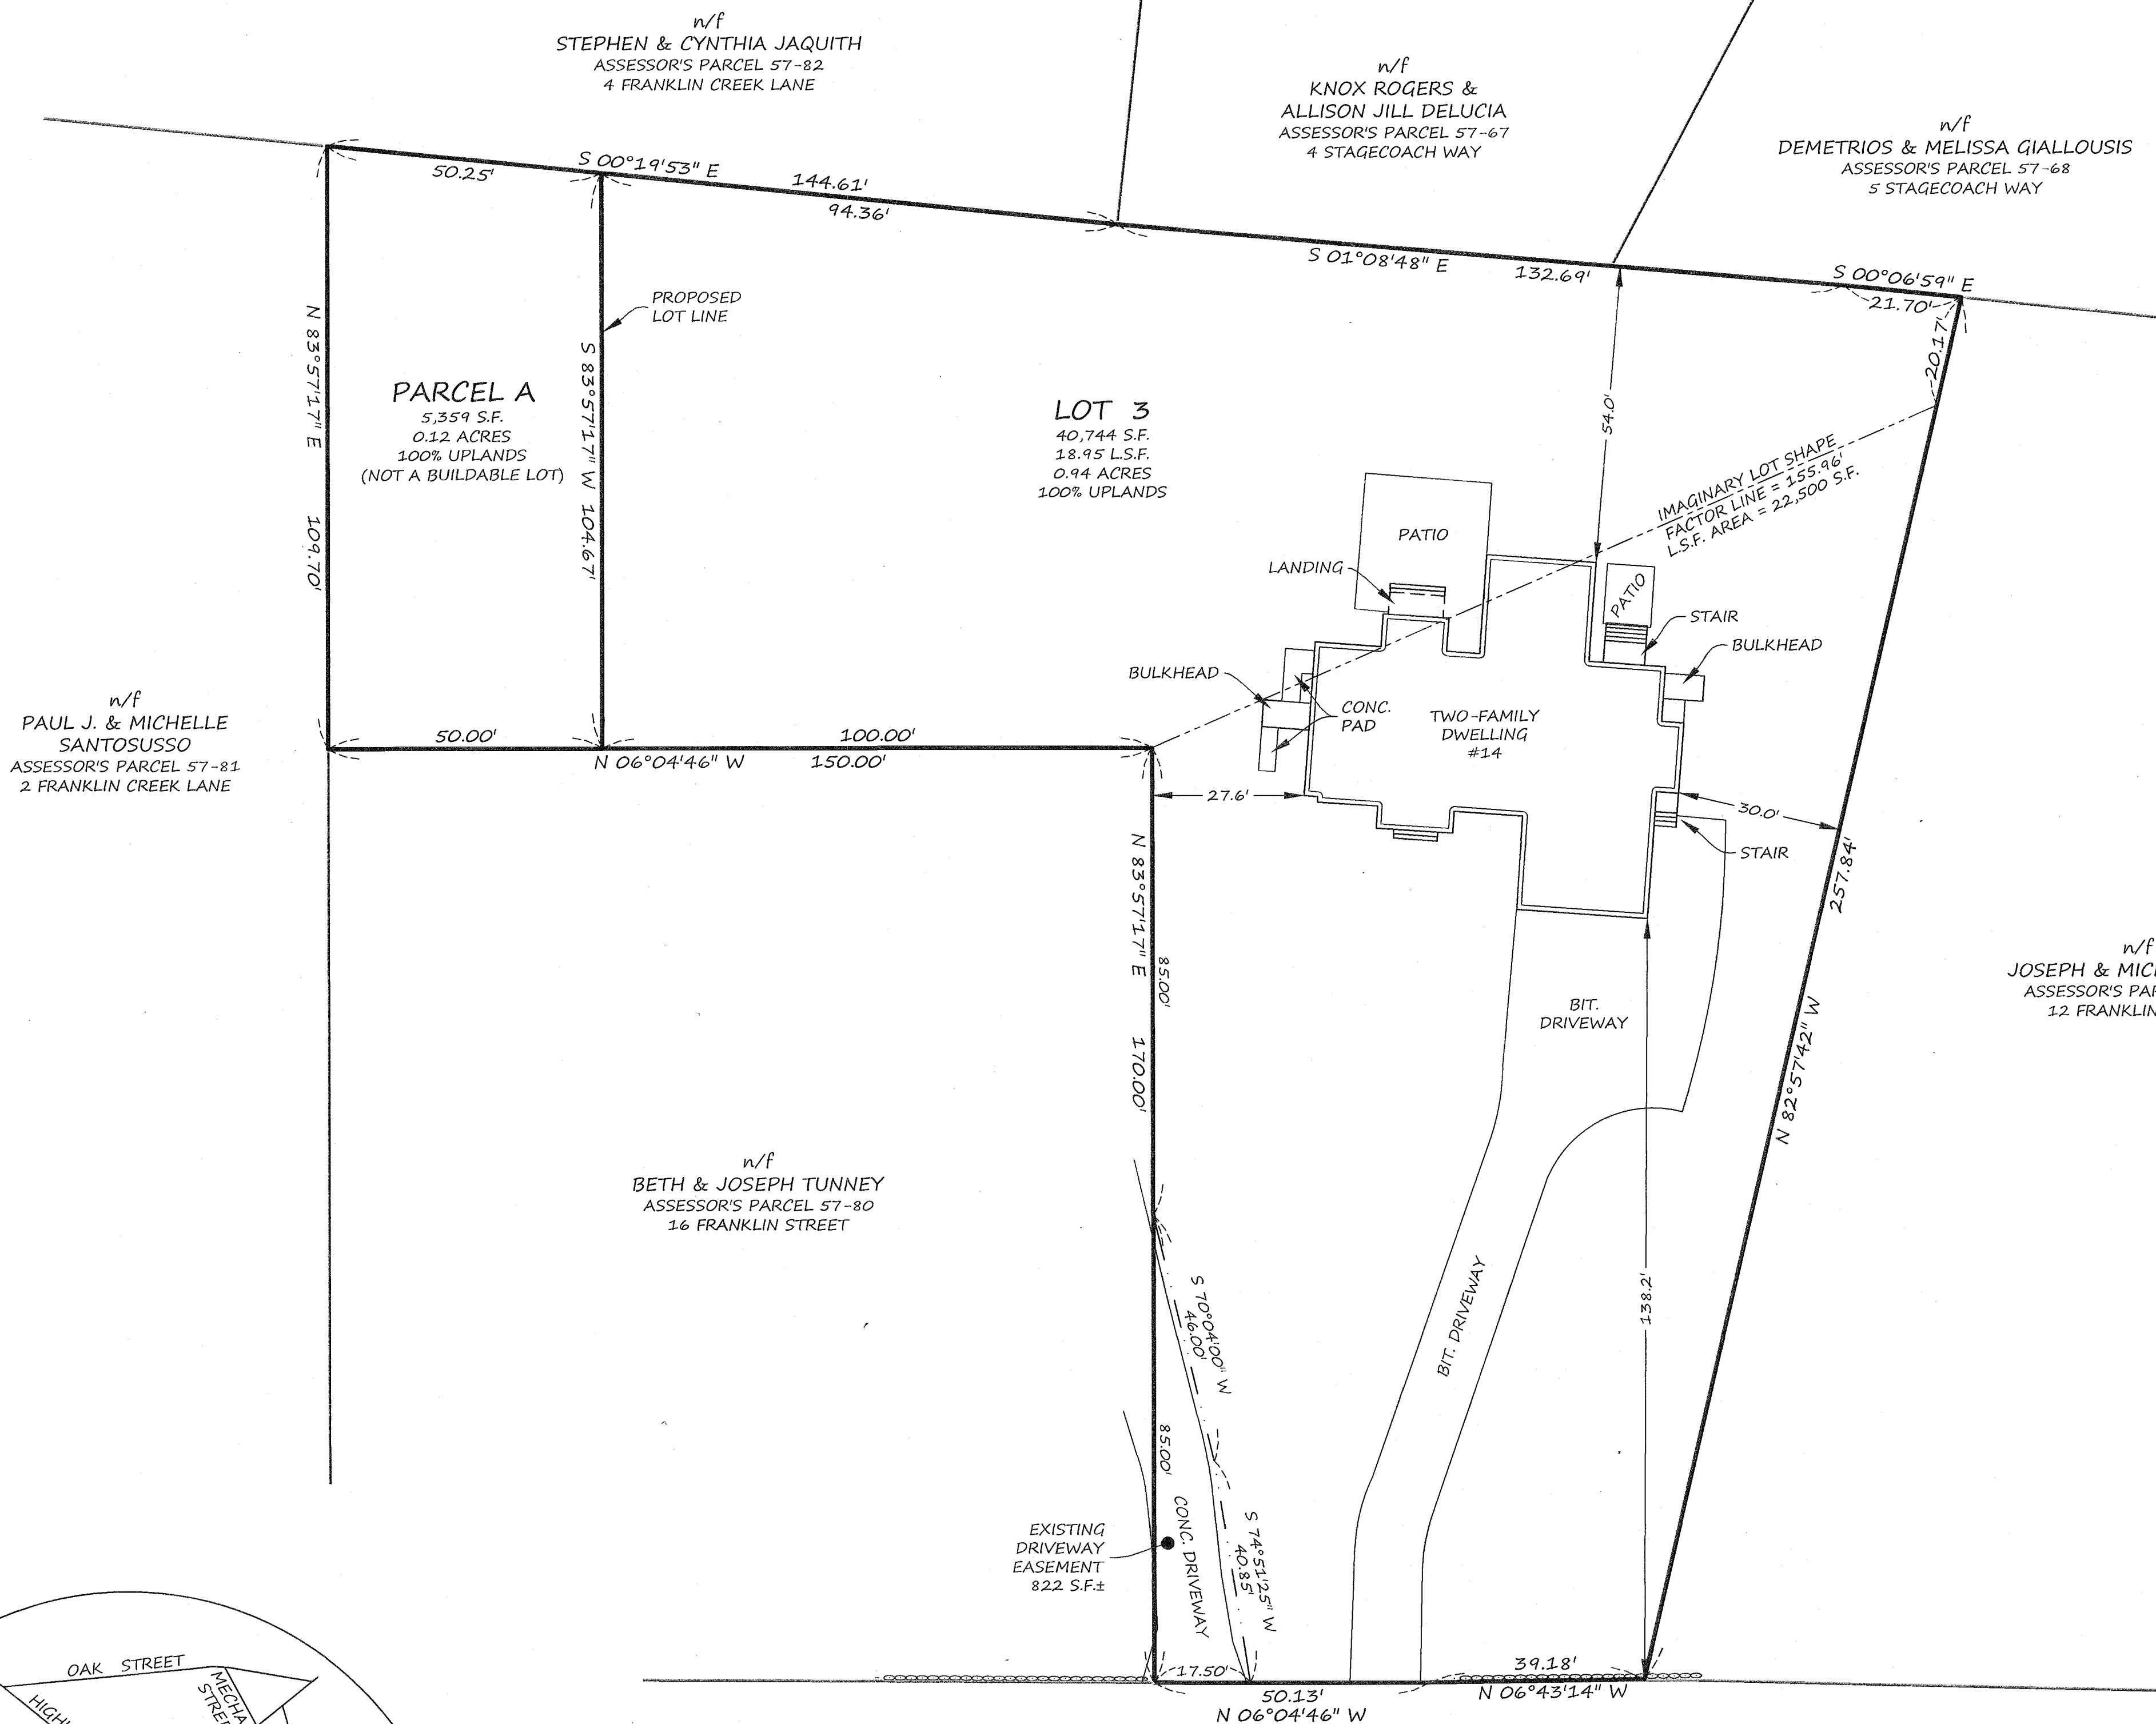 n/f
STEPHEN & CYNTHIA JAQUITH
ASSESSOR'S PARCEL 57-82
4 FRANKLIN CREEK LANE
n/f
KNOX ROGERS &
ALLISON JILL DELUCIA
ASSESSOR'S PARCEL 57-67
4 STAGECOACH WAY
n/f
DEMETRIOS & MELISSA GIALLOUSIS
ASSESSOR'S PARCEL 57-68
5 STAGECOACH WAY
S 00°19'53" E
50.25'
144.61'
94.36'
S 01°08'48" E
132.69'
S 00°06'59" E
21.70'
20.17'
N 83°57'17" E 109.70'
PROPOSED
LOT LINE
S 83°57'17" W 104.67'
PARCEL A
5,359 S.F.
0.12 ACRES
100% UPLANDS
(NOT A BUILDABLE LOT)
LOT 3
40,744 S.F.
18.95 L.S.F.
0.94 ACRES
100% UPLANDS
54.0'
IMAGINARY LOT SHAPE
FACTOR LINE = 155.96'
L.S.F. AREA = 22,500 S.F.
PATIO
LANDING
PATIO
STAIR
BULKHEAD
BULKHEAD
CONC.
PAD
TWO-FAMILY
DWELLING
#14
n/f
PAUL J. & MICHELLE
SANTOSUSSO
ASSESSOR'S PARCEL 57-81
2 FRANKLIN CREEK LANE
50.00'
100.00'
N 06°04'46" W
150.00'
27.6'
30.0'
STAIR
257.84'
N 83°57'17" E 170.00'
85.00'
N 82°57'42" W
n/f
JOSEPH & MIC
ASSESSOR'S PA
12 FRANKLIN
BIT.
DRIVEWAY
n/f
BETH & JOSEPH TUNNEY
ASSESSOR'S PARCEL 57-80
16 FRANKLIN STREET
S 70°04'00" W
46.00'
BIT. DRIVEWAY
138.2'
85.00'
CONC. DRIVEWAY
S 74°51'25" W
40.85'
EXISTING
DRIVEWAY
EASEMENT
822 S.F.±
17.50'
50.13'
N 06°04'46" W
39.18'
N 06°43'14" W
OAK STREET
MECHA
STRE
HIGH